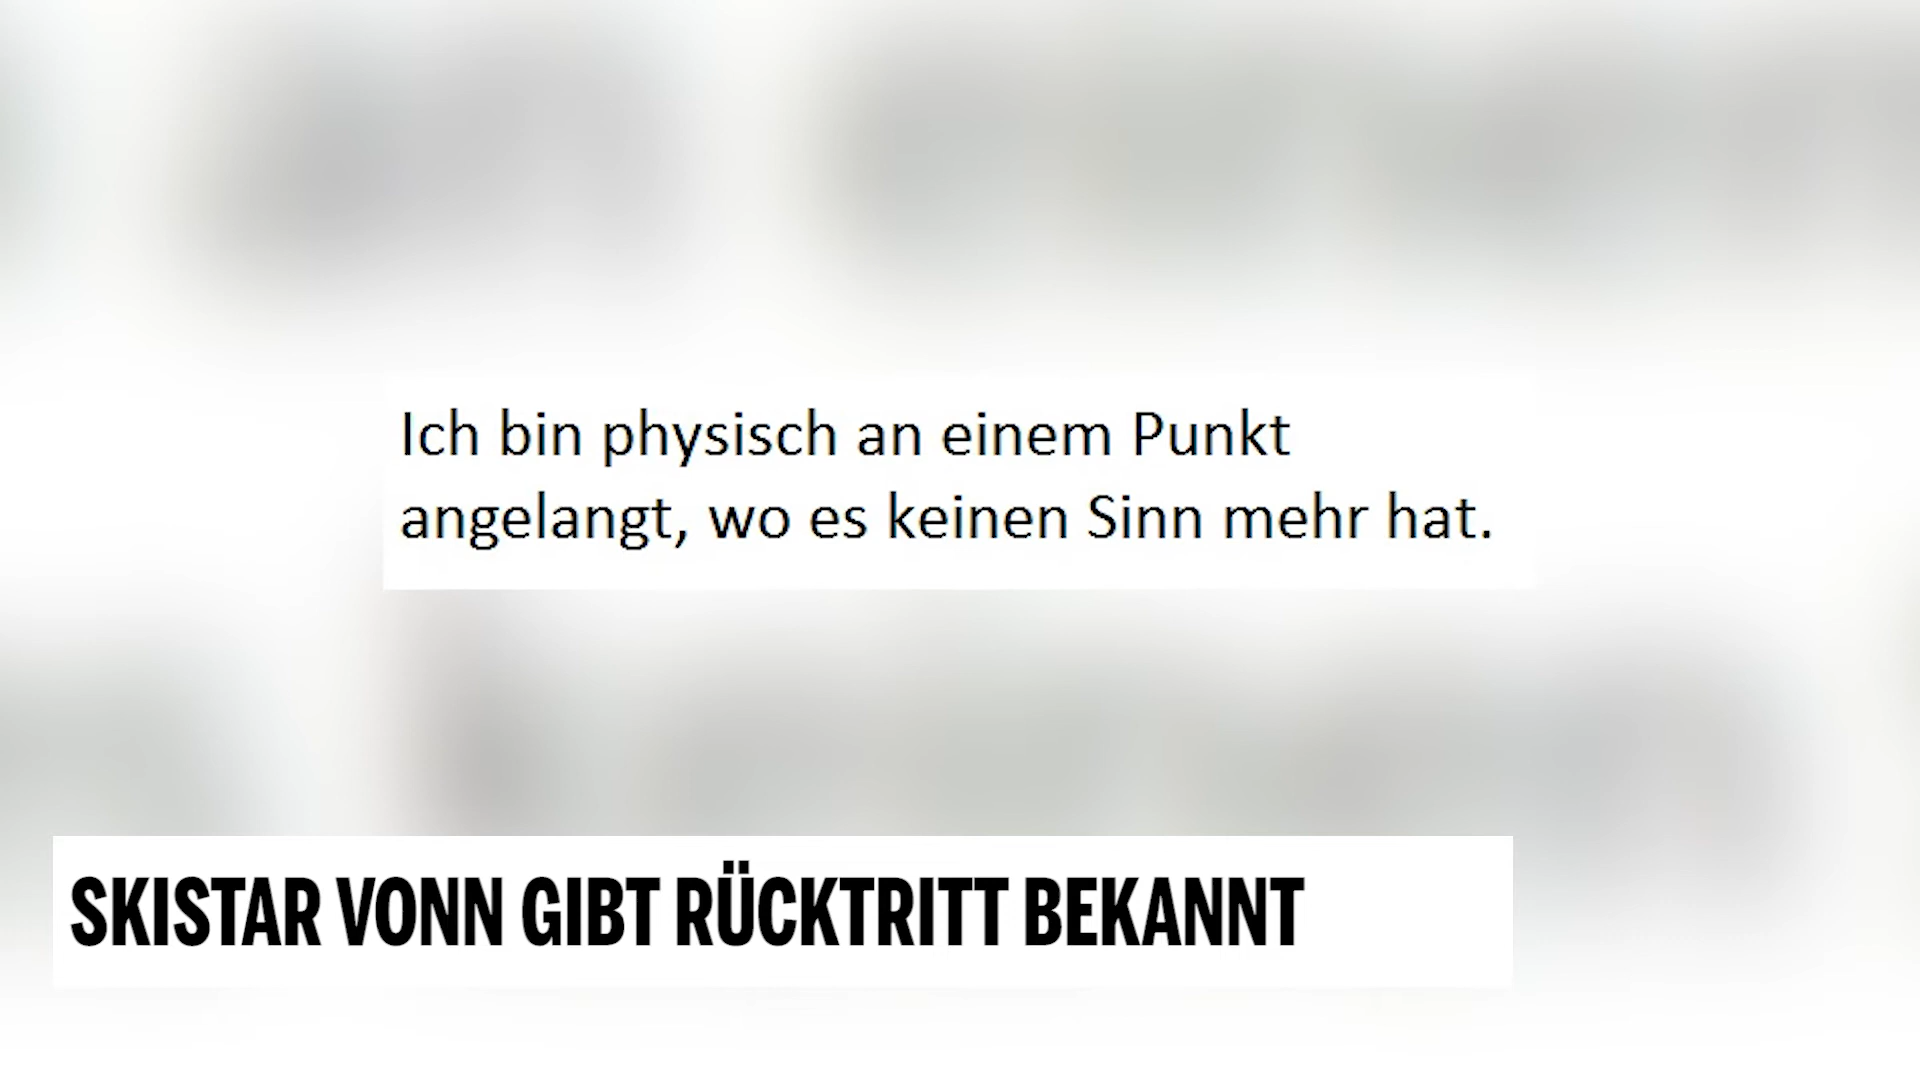 Ich bin physisch an einem Punkt
angelangt, wo es keinen Sinn mehr hat.
SKISTAR VONN GIBT RÜCKTRITT BEKANNT